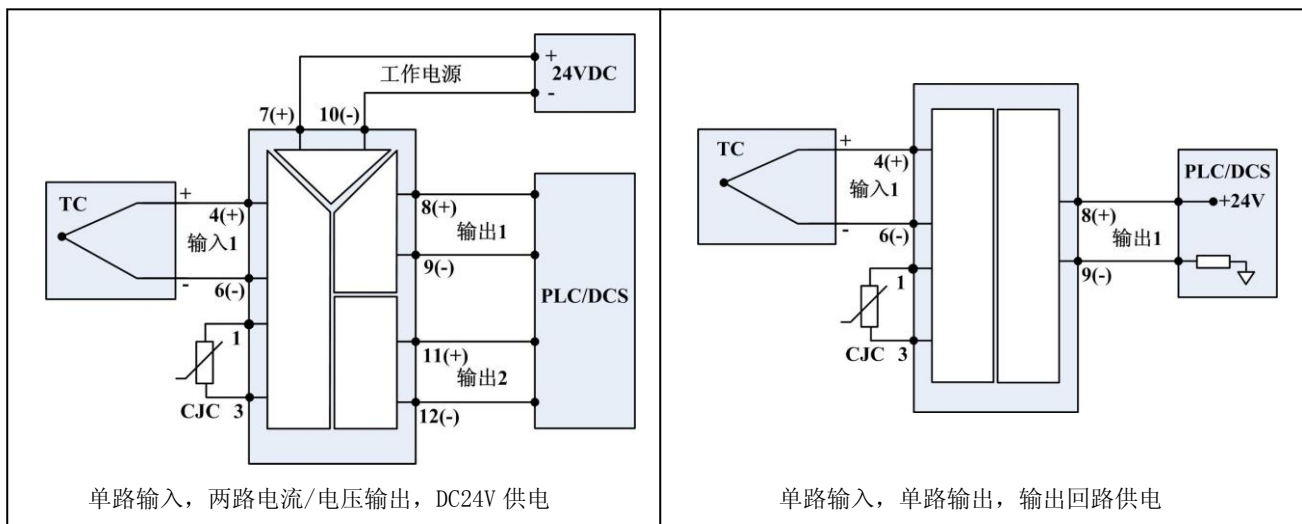 +
工作电源
24VDC
-
7(+)
10(-)
TC
+
4(+)
输入1
-
6(-)
1
CJC
3
8(+)
输出1
9(-)
PLC/DCS
11(+)
输出2
12(-)
单路输入，两路电流/电压输出，DC24V 供电
TC
+
4(+)
输入1
-
6(-)
1
CJC
3
PLC/DCS
+24V
8(+)
输出1
9(-)
单路输入，单路输出，输出回路供电